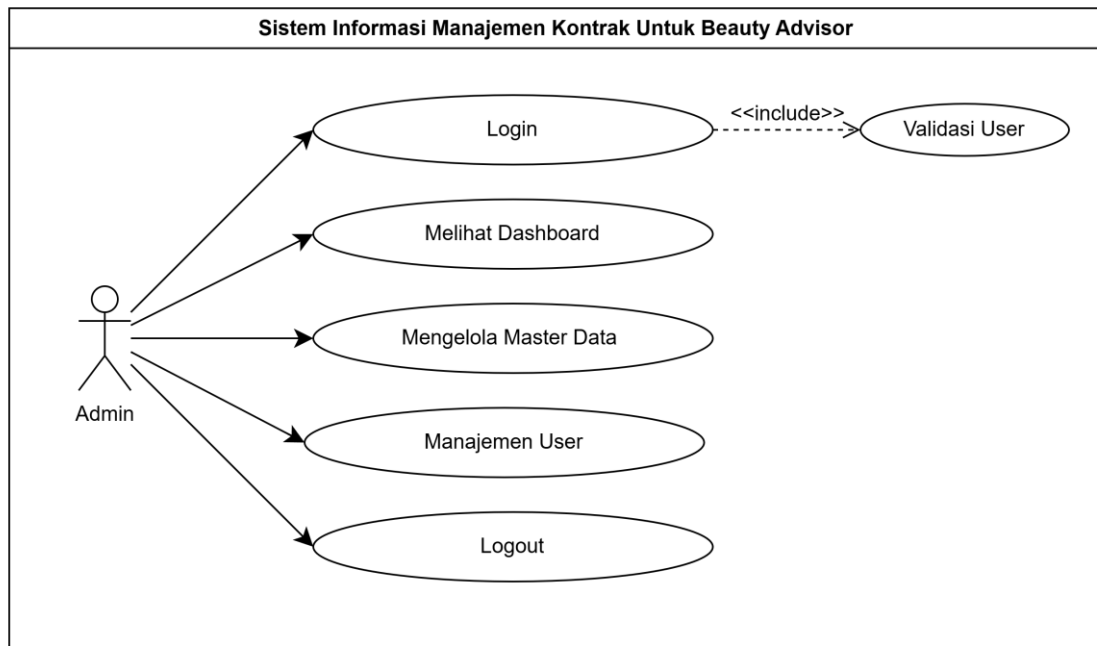 Sistem Informasi Manajemen Kontrak Untuk Beauty Advisor
Login
<<include>>
Validasi User
Melihat Dashboard
Mengelola Master Data
Admin
Manajemen User
Logout